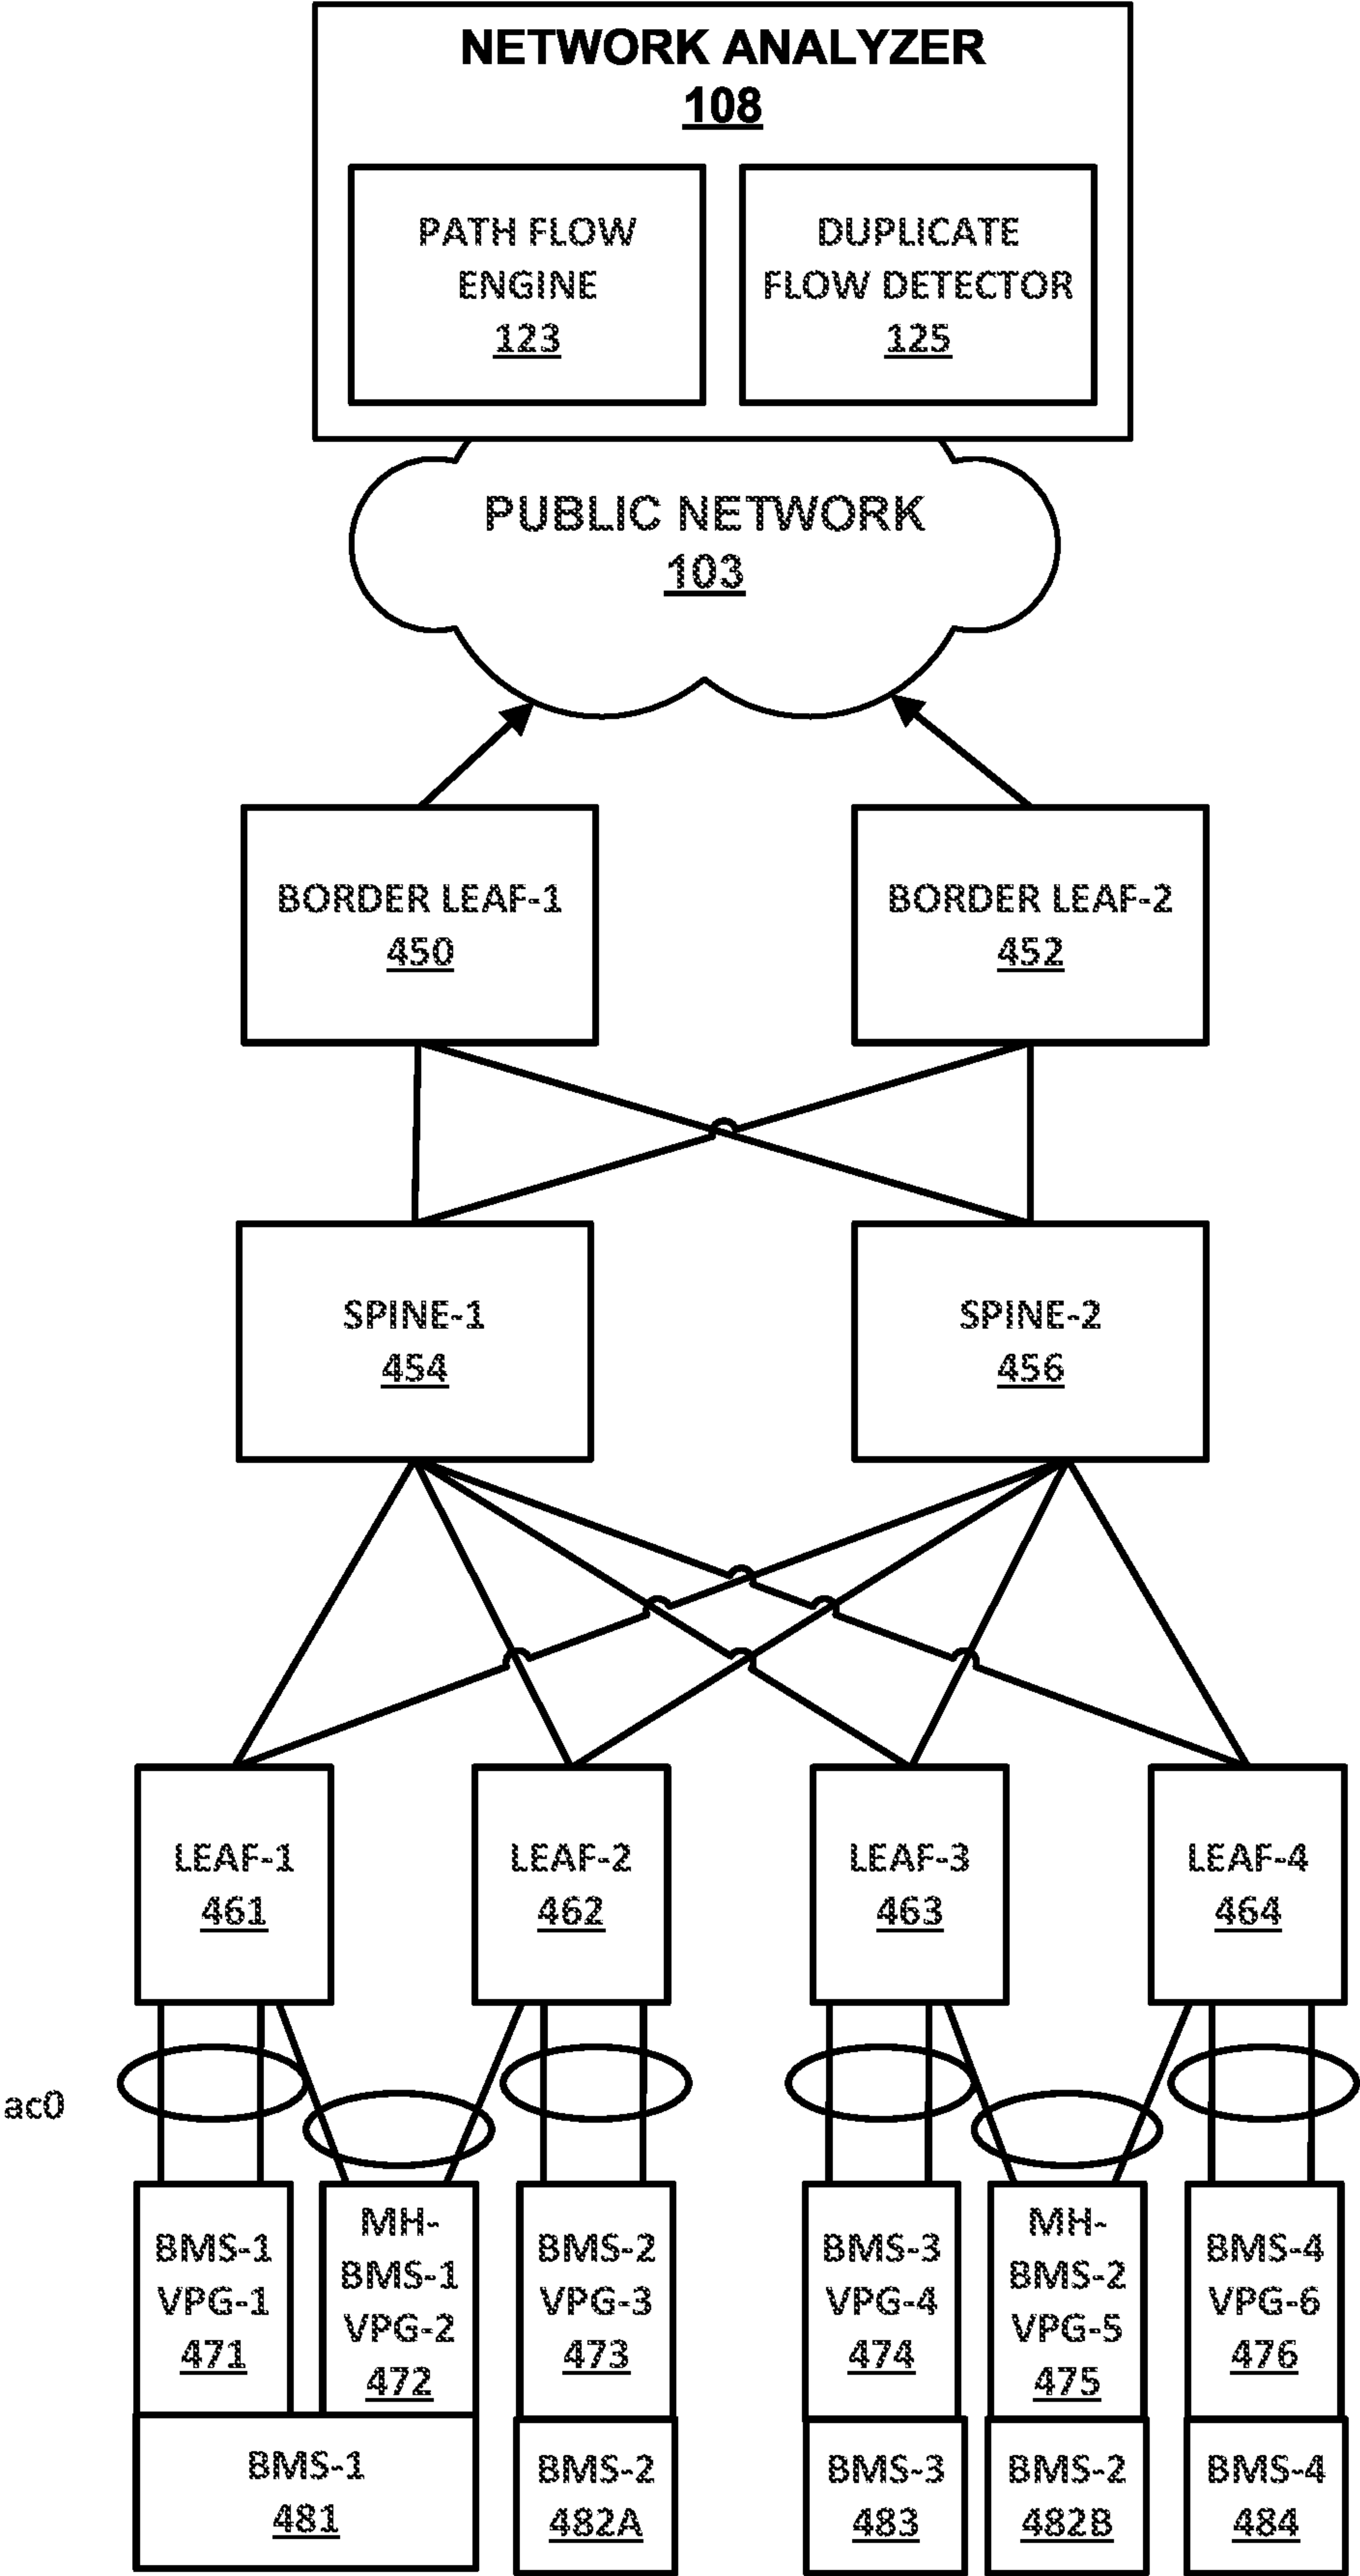 NETWORK ANALYZER
108
PATH FLOW
ENGINE
123
DUPLICATE
FLOW DETECTOR
125
PUBLIC NETWORK
103
BORDER LEAF-1
450
BORDER LEAF-2
452
SPINE-1
454
SPINE-2
456
LEAF-1
461
LEAF-2
462
LEAF-3
463
LEAF-4
464
ac0
BMS-1
VPG-1
471
MH-
BMS-1
VPG-2
472
BMS-2
VPG-3
473
BMS-3
VPG-4
474
MH-
BMS-2
VPG-5
475
BMS-4
VPG-6
476
BMS-1
481
BMS-2
482A
BMS-3
483
BMS-2
482B
BMS-4
484